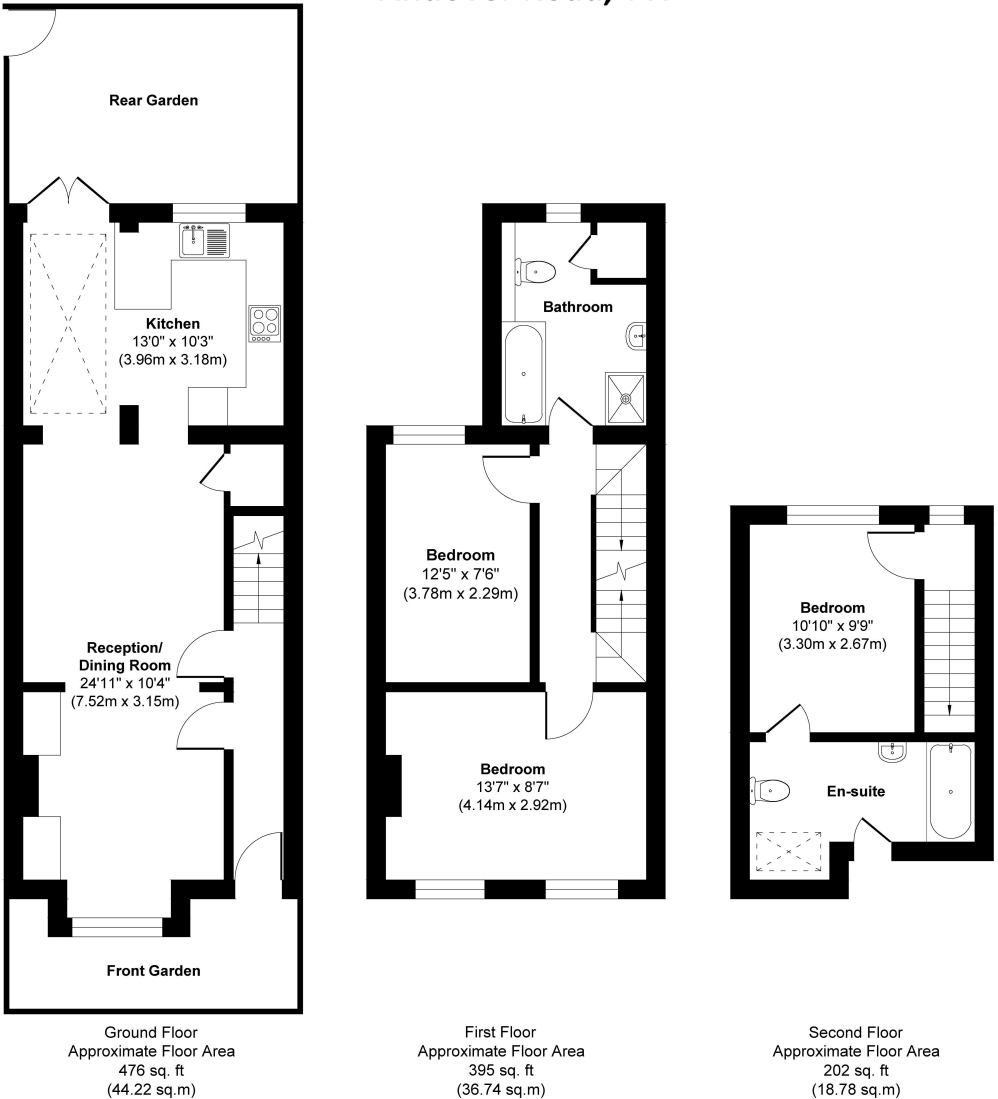 Rear Garden
Kitchen
13'0" x 10'3"
(3.96m x 3.18m)
Reception/
Dining Room
24'11" x 10'4"
(7.52m x 3.15m)
Front Garden
Ground Floor
Approximate Floor Area
476 sq. ft
(44.22 sq.m)
Bathroom
Bedroom
12'5" x 7'6"
(3.78m x 2.29m)
Bedroom
13'7" x 8'7"
(4.14m x 2.92m)
First Floor
Approximate Floor Area
395 sq. ft
(36.74 sq.m)
Bedroom
10'10" x 9'9"
(3.30m x 2.67m)
En-suite
Second Floor
Approximate Floor Area
202 sq. ft
(18.78 sq.m)